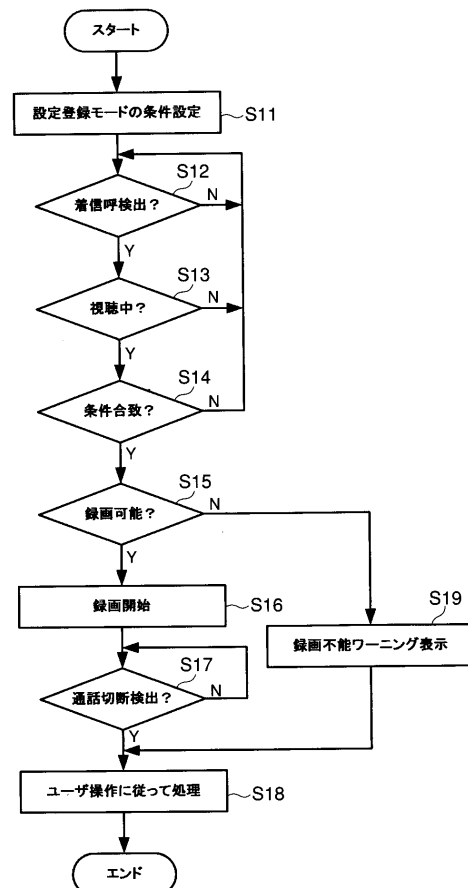 スタート
設定登録モードの条件設定
S11
S12
着信呼検出？
N
Y
S13
視聴中？
N
Y
S14
条件合致？
N
Y
S15
録画可能？
N
Y
録画開始
S16
S19
録画不能ワーニング表示
S17
通話切断検出？
N
Y
ユーザ操作に従って処理
S18
エンド